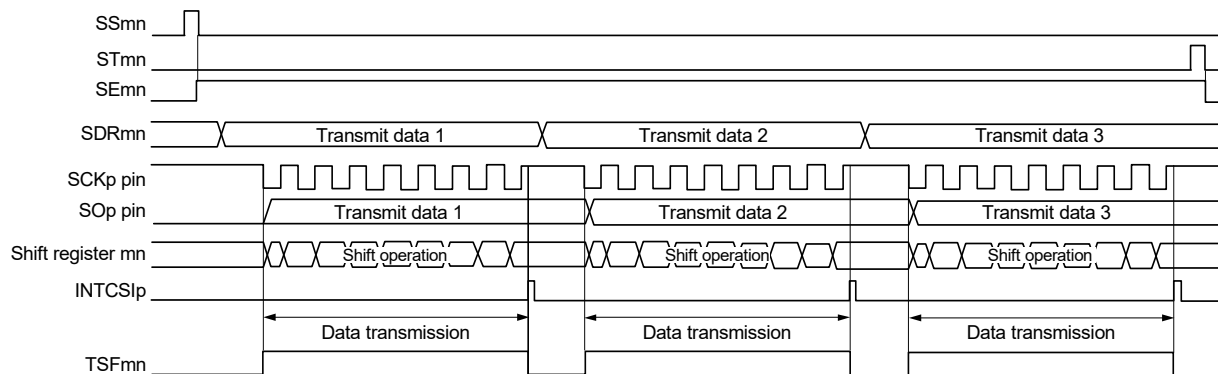 SSmn
STmn
SEmn
SDRmn Transmit data 1 Transmit data 2 Transmit data 3
SCKp pin
SOp pin Transmit data 1 Transmit data 2 Transmit data 3
Shift register mn Shift operation Shift operation Shift operation
INTCSIp
Data transmission Data transmission Data transmission
TSFmn